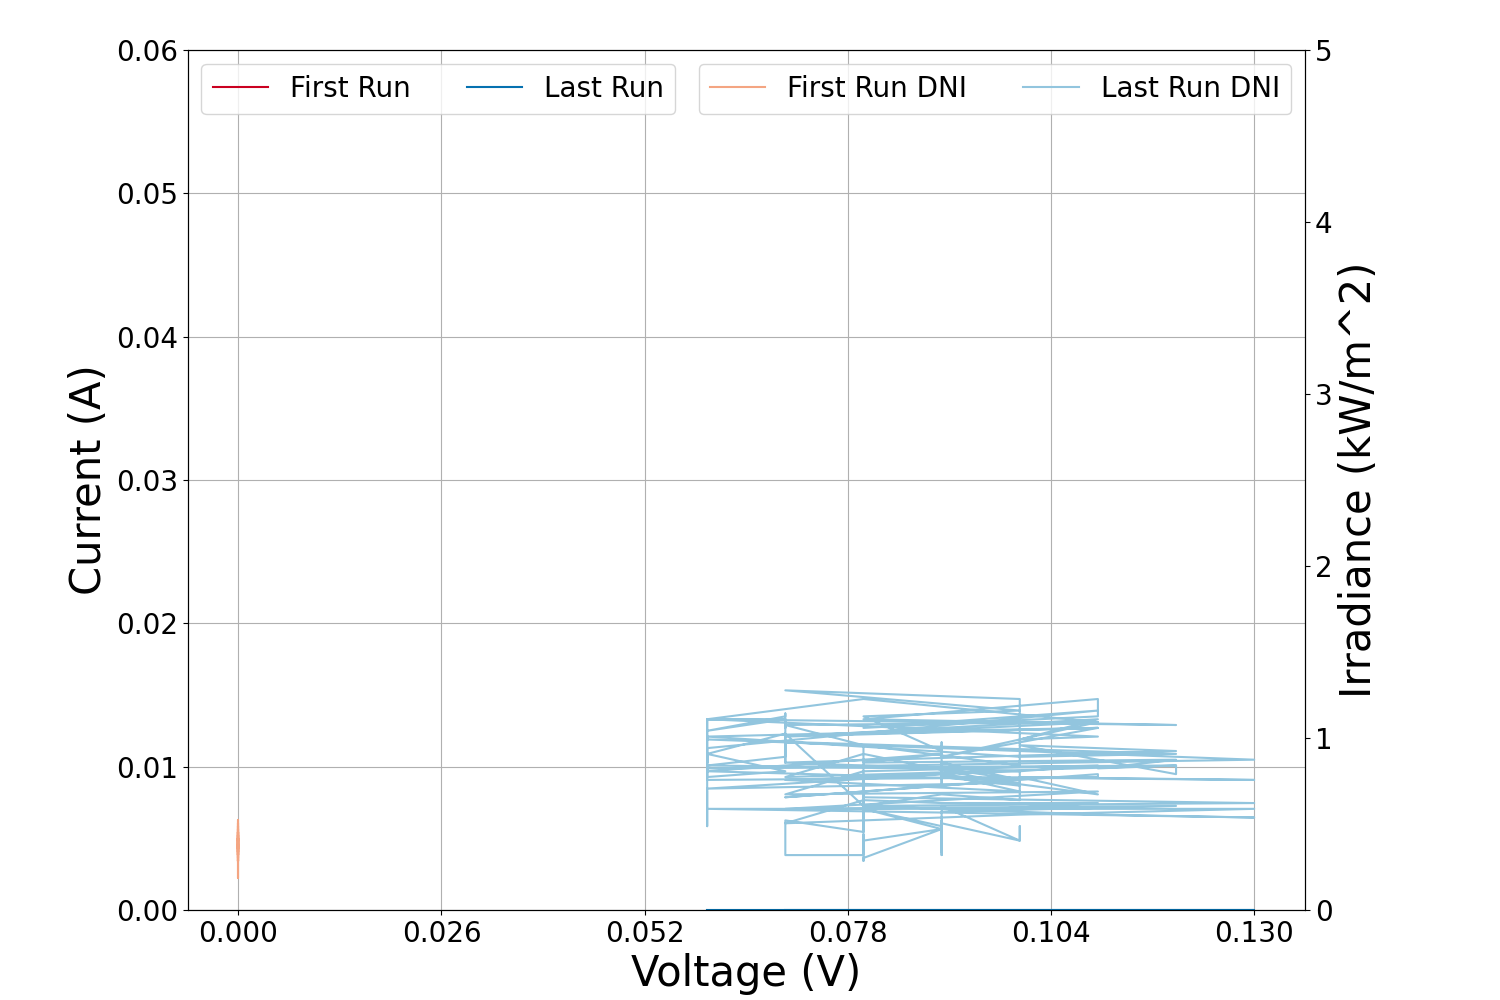 0.06
0.05
0.04
0.03
0.02
0.01
0.00
Current (A)
First Run
Last Run
First Run DNI
Last Run DNI
5
4
3
2
1
0
Irradiance (kW/m^2)
0.000
0.026
0.052
0.078
0.104
0.130
Voltage (V)